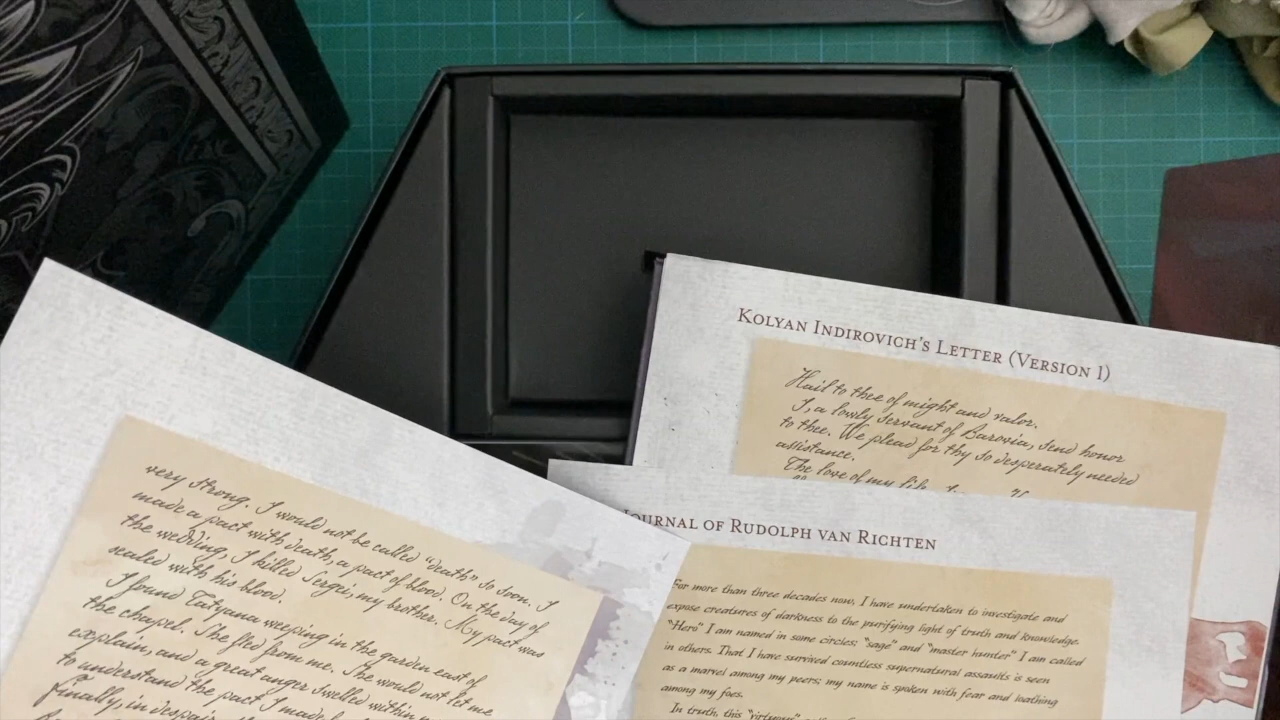 very strong. I would not be called “death” so soon. I
made a pact with death, a pact of blood. On the day of
the wedding, I killed Sergei, my brother. My pact was
sealed with his blood.
I found Tatyana weeping in the garden east of
the chapel. She fled from me. She would not let me
explain, and a great anger swelled within
to understand the pact I made
Finally, in despair
KOLYAN INDIROVICH’S LETTER (VERSION 1)
Hail to thee of might and valor.
I, a lowly servant of Barovia, send honor
to thee. We plead for thy so desperately needed
assistance.
The love of my life,
JOURNAL OF RUDOLPH VAN RICHTEN
For more than three decades now, I have undertaken to investigate and
expose creatures of darkness to the purifying light of truth and knowledge.
“Hero” I am named in some circles; “sage” and “master hunter” I am called
in others. That I have survived countless supernatural assaults is seen
as a marvel among my peers; my name is spoken with fear and loathing
among my foes.
In truth, this “virtuous”